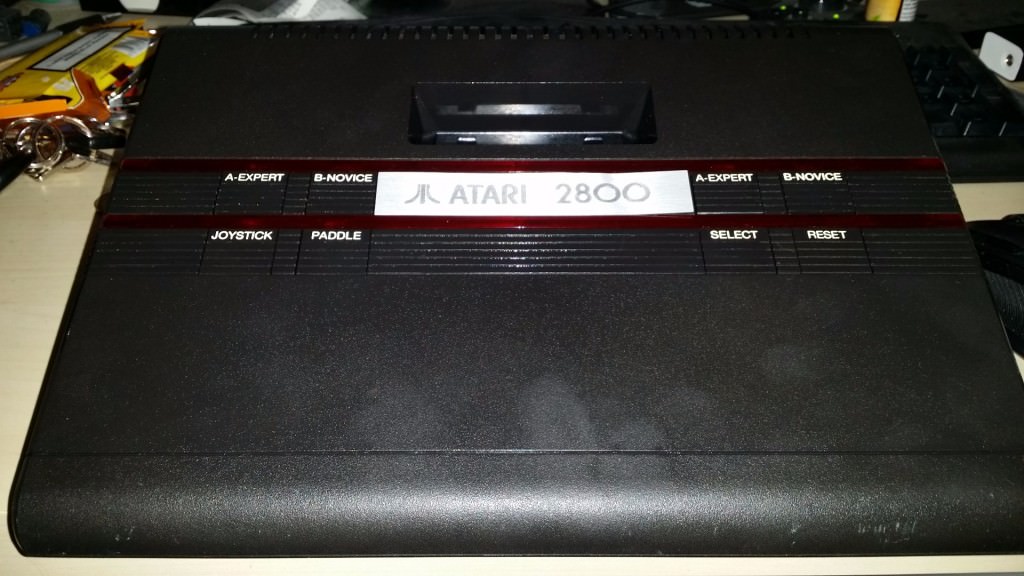 A-EXPERT B-NOVICE ATARI 2800 A-EXPERT B-NOVICE
JOYSTICK PADDLE SELECT RESET